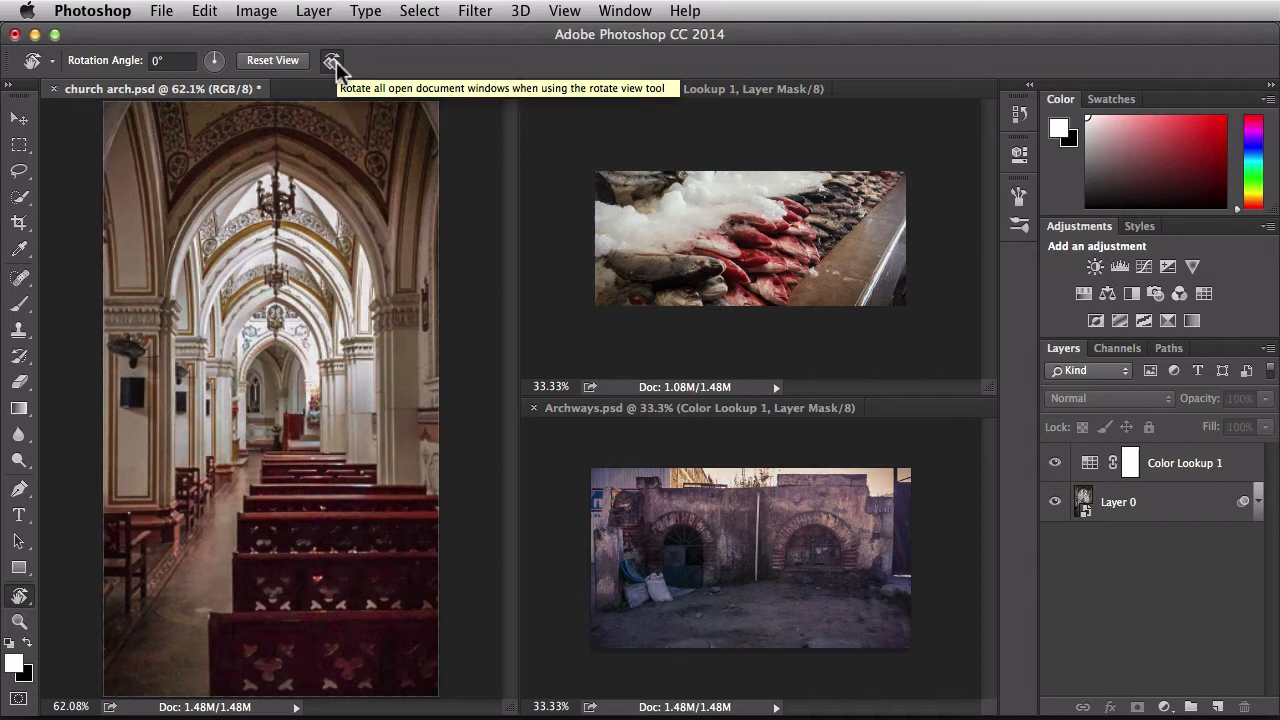 Photoshop File Edit Image Layer Type Select Filter 3D View Window Help
Adobe Photoshop CC 2014
Rotation Angle: 0° Reset View
Rotate all open document windows when using the rotate view tool
× church arch.psd @ 62.1% (RGB/8) * Lookup 1, Layer Mask/8)
Color Swatches
Adjustments Styles
Add an adjustment
Layers Channels Paths
Kind T
Normal Opacity: 100%
Lock: Fill: 100%
Color Lookup 1
Layer 0
33.33% Doc: 1.08M/1.48M
× Archways.psd @ 33.3% (Color Lookup 1, Layer Mask/8)
T
62.08% Doc: 1.48M/1.48M
33.33% Doc: 1.48M/1.48M
fx